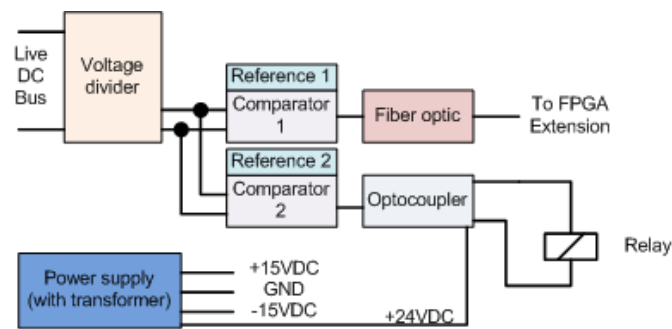 Live
DC
Bus
Voltage
divider
Reference 1
Comparator
1
Fiber optic
To FPGA
Extension
Reference 2
Comparator
2
Optocoupler
Relay
Power supply
(with transformer)
+15VDC
GND
-15VDC
+24VDC